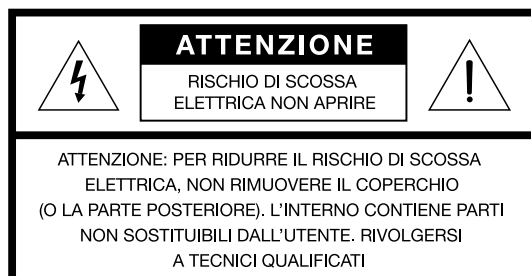 ATTENZIONE
RISCHIO DI SCOSSA
ELETTRICA NON APRIRE
ATTENZIONE: PER RIDURRE IL RISCHIO DI SCOSSA
ELETTRICA, NON RIMUOVERE IL COPERCHIO
(O LA PARTE POSTERIORE). L'INTERNO CONTIENE PARTI
NON SOSTITUIBILI DALL'UTENTE. RIVOLGERSI
A TECNICI QUALIFICATI